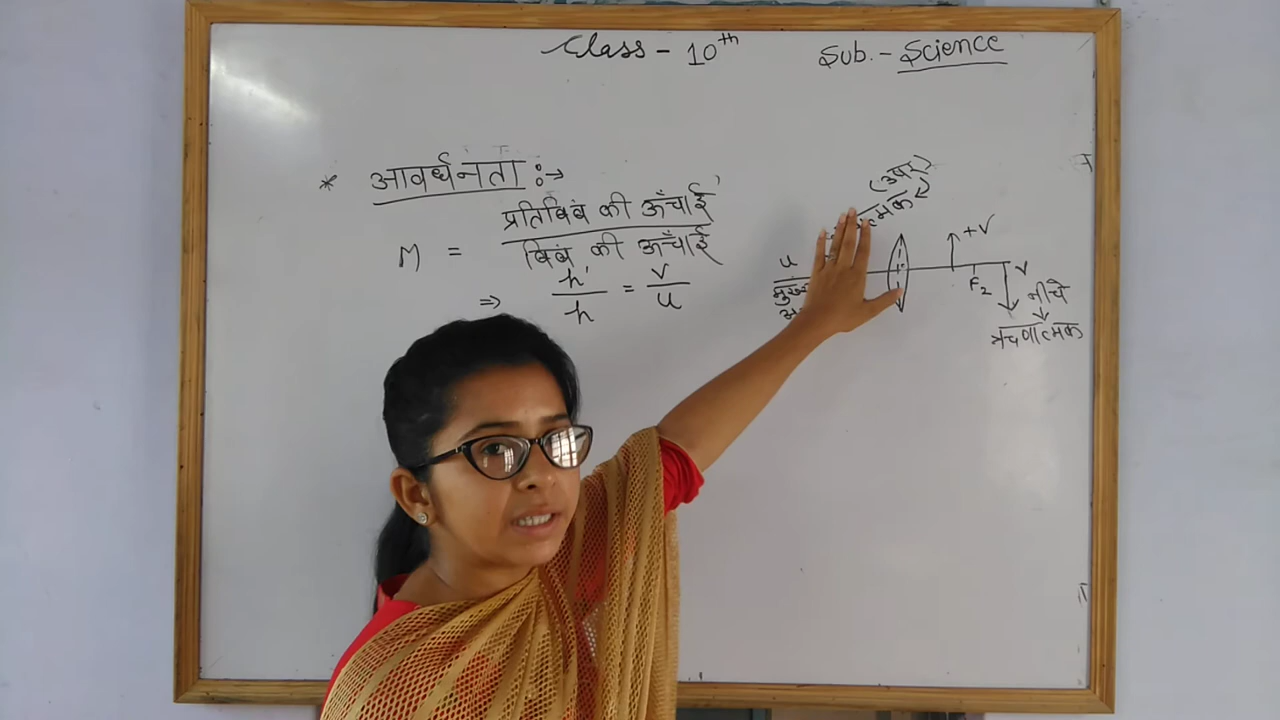 Class - 10th
Sub. - Science
* आवर्धनता :→
M = प्रतिबिंब की ऊँचाई
बिंब की ऊँचाई
⇒ h'/h = v/u
(ऊपर)
u
+v
F2
v
नीचे
ऋणात्मक